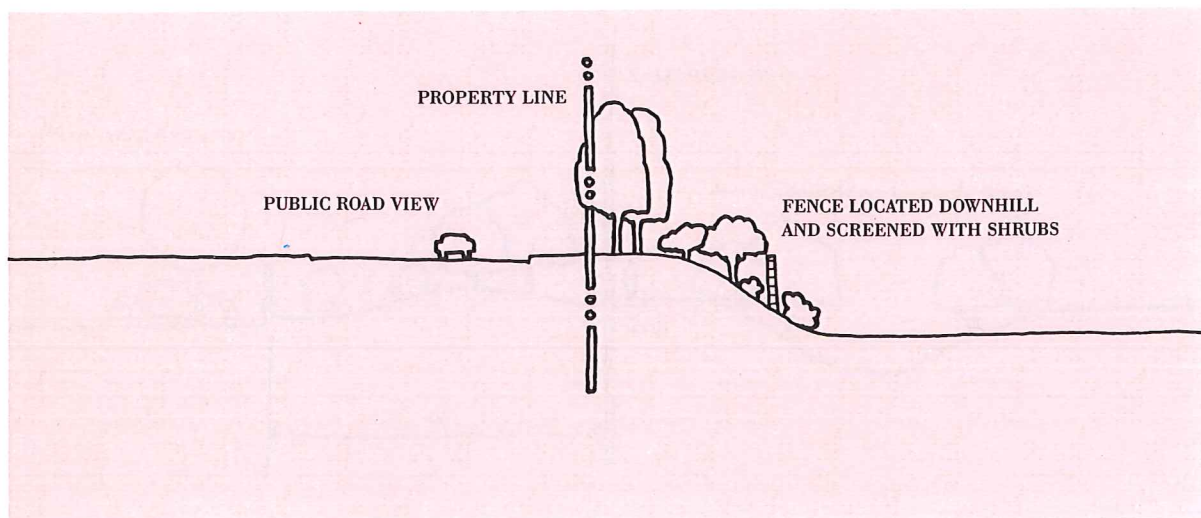 PROPERTY LINE
PUBLIC ROAD VIEW
FENCE LOCATED DOWNHILL
AND SCREENED WITH SHRUBS